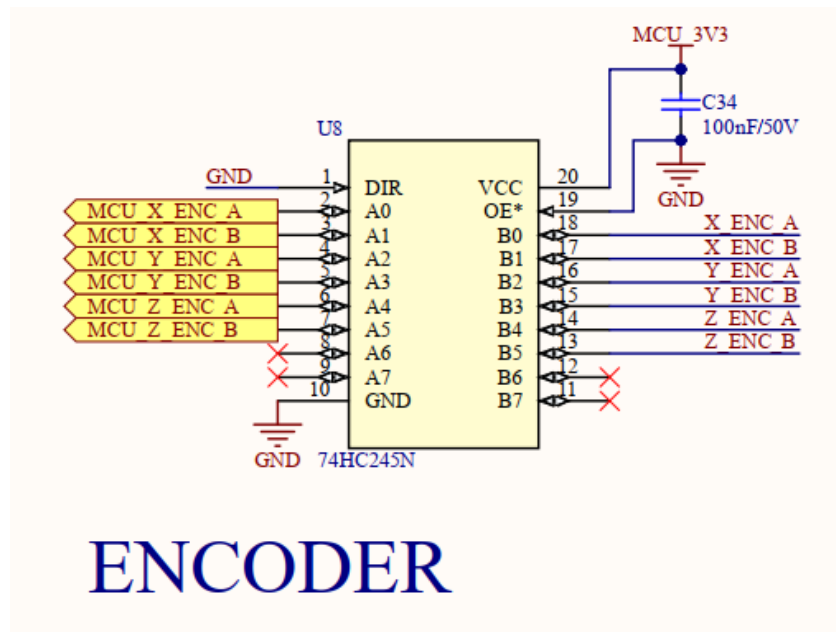 MCU_3V3
C34
100nF/50V
GND
U8
GND 1 DIR VCC 20
MCU_X_ENC_A 2 A0 OE* 19
MCU_X_ENC_B 3 A1 B0 18 X_ENC_A
MCU_Y_ENC_A 4 A2 B1 17 X_ENC_B
MCU_Y_ENC_B 5 A3 B2 16 Y_ENC_A
MCU_Z_ENC_A 6 A4 B3 15 Y_ENC_B
MCU_Z_ENC_B 7 A5 B4 14 Z_ENC_A
8 A6 B5 13 Z_ENC_B
9 A7 B6 12
10 GND B7 11
GND 74HC245N
ENCODER